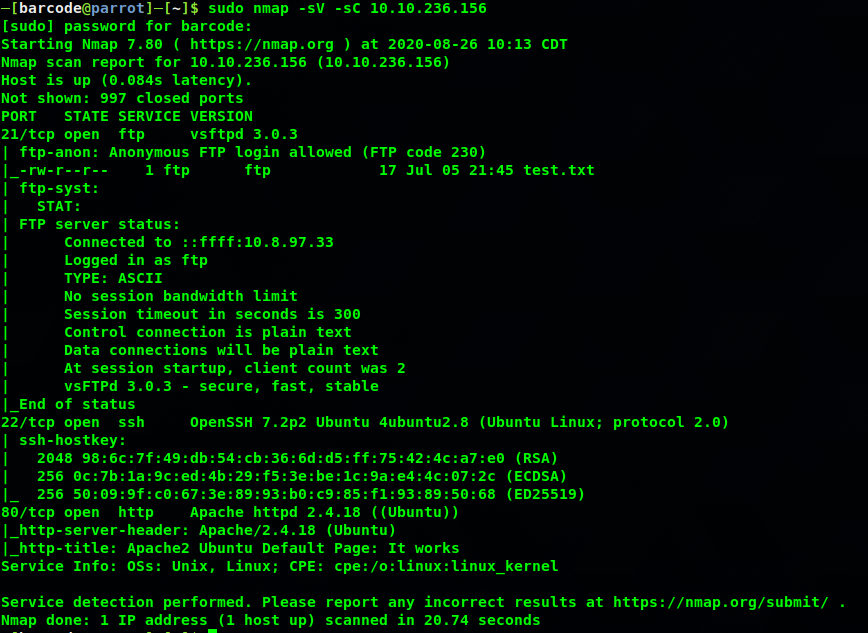 ─[barcode@parrot]─[~]$ sudo nmap -sV -sC 10.10.236.156
[sudo] password for barcode:
Starting Nmap 7.80 ( https://nmap.org ) at 2020-08-26 10:13 CDT
Nmap scan report for 10.10.236.156 (10.10.236.156)
Host is up (0.084s latency).
Not shown: 997 closed ports
PORT   STATE SERVICE VERSION
21/tcp open  ftp     vsftpd 3.0.3
| ftp-anon: Anonymous FTP login allowed (FTP code 230)
|_-rw-r--r--    1 ftp      ftp            17 Jul 05 21:45 test.txt
| ftp-syst:
|   STAT:
| FTP server status:
|      Connected to ::ffff:10.8.97.33
|      Logged in as ftp
|      TYPE: ASCII
|      No session bandwidth limit
|      Session timeout in seconds is 300
|      Control connection is plain text
|      Data connections will be plain text
|      At session startup, client count was 2
|      vsFTPd 3.0.3 - secure, fast, stable
|_End of status
22/tcp open  ssh     OpenSSH 7.2p2 Ubuntu 4ubuntu2.8 (Ubuntu Linux; protocol 2.0)
| ssh-hostkey:
|   2048 98:6c:7f:49:db:54:cb:36:6d:d5:ff:75:42:4c:a7:e0 (RSA)
|   256 0c:7b:1a:9c:ed:4b:29:f5:3e:be:1c:9a:e4:4c:07:2c (ECDSA)
|_  256 50:09:9f:c0:67:3e:89:93:b0:c9:85:f1:93:89:50:68 (ED25519)
80/tcp open  http    Apache httpd 2.4.18 ((Ubuntu))
|_http-server-header: Apache/2.4.18 (Ubuntu)
|_http-title: Apache2 Ubuntu Default Page: It works
Service Info: OSs: Unix, Linux; CPE: cpe:/o:linux:linux_kernel

Service detection performed. Please report any incorrect results at https://nmap.org/submit/ .
Nmap done: 1 IP address (1 host up) scanned in 20.74 seconds